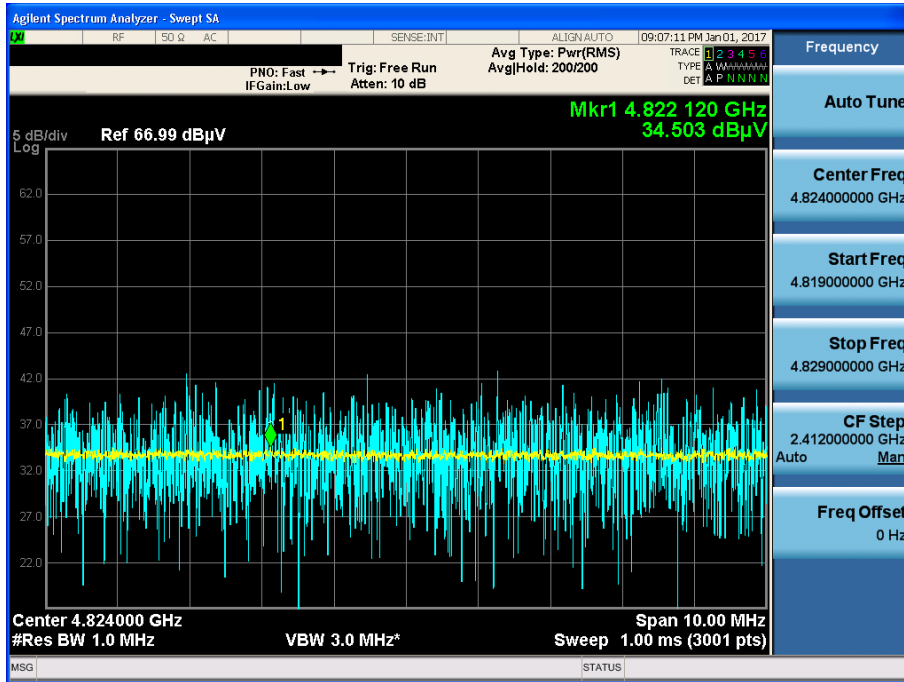 Agilent Spectrum Analyzer - Swept SA
LXI RF 50 Ω AC SENSE:INT ALIGN AUTO 09:07:11 PM Jan 01, 2017
PNO: Fast Trig: Free Run Avg Type: Pwr(RMS) TRACE 1 2 3 4 5 6
IFGain:Low Atten: 10 dB Avg|Hold: 200/200 TYPE A WWWWW
DET A P N N N N
Mkr1 4.822 120 GHz
34.503 dBµV
5 dB/div Ref 66.99 dBµV
Log
62.0
57.0
52.0
47.0
42.0
37.0
32.0
27.0
22.0
1
Center 4.824000 GHz Span 10.00 MHz
#Res BW 1.0 MHz VBW 3.0 MHz* Sweep 1.00 ms (3001 pts)
MSG STATUS
Frequency
Auto Tune
Center Freq
4.824000000 GHz
Start Freq
4.819000000 GHz
Stop Freq
4.829000000 GHz
CF Step
2.412000000 GHz
Auto Man
Freq Offset
0 Hz